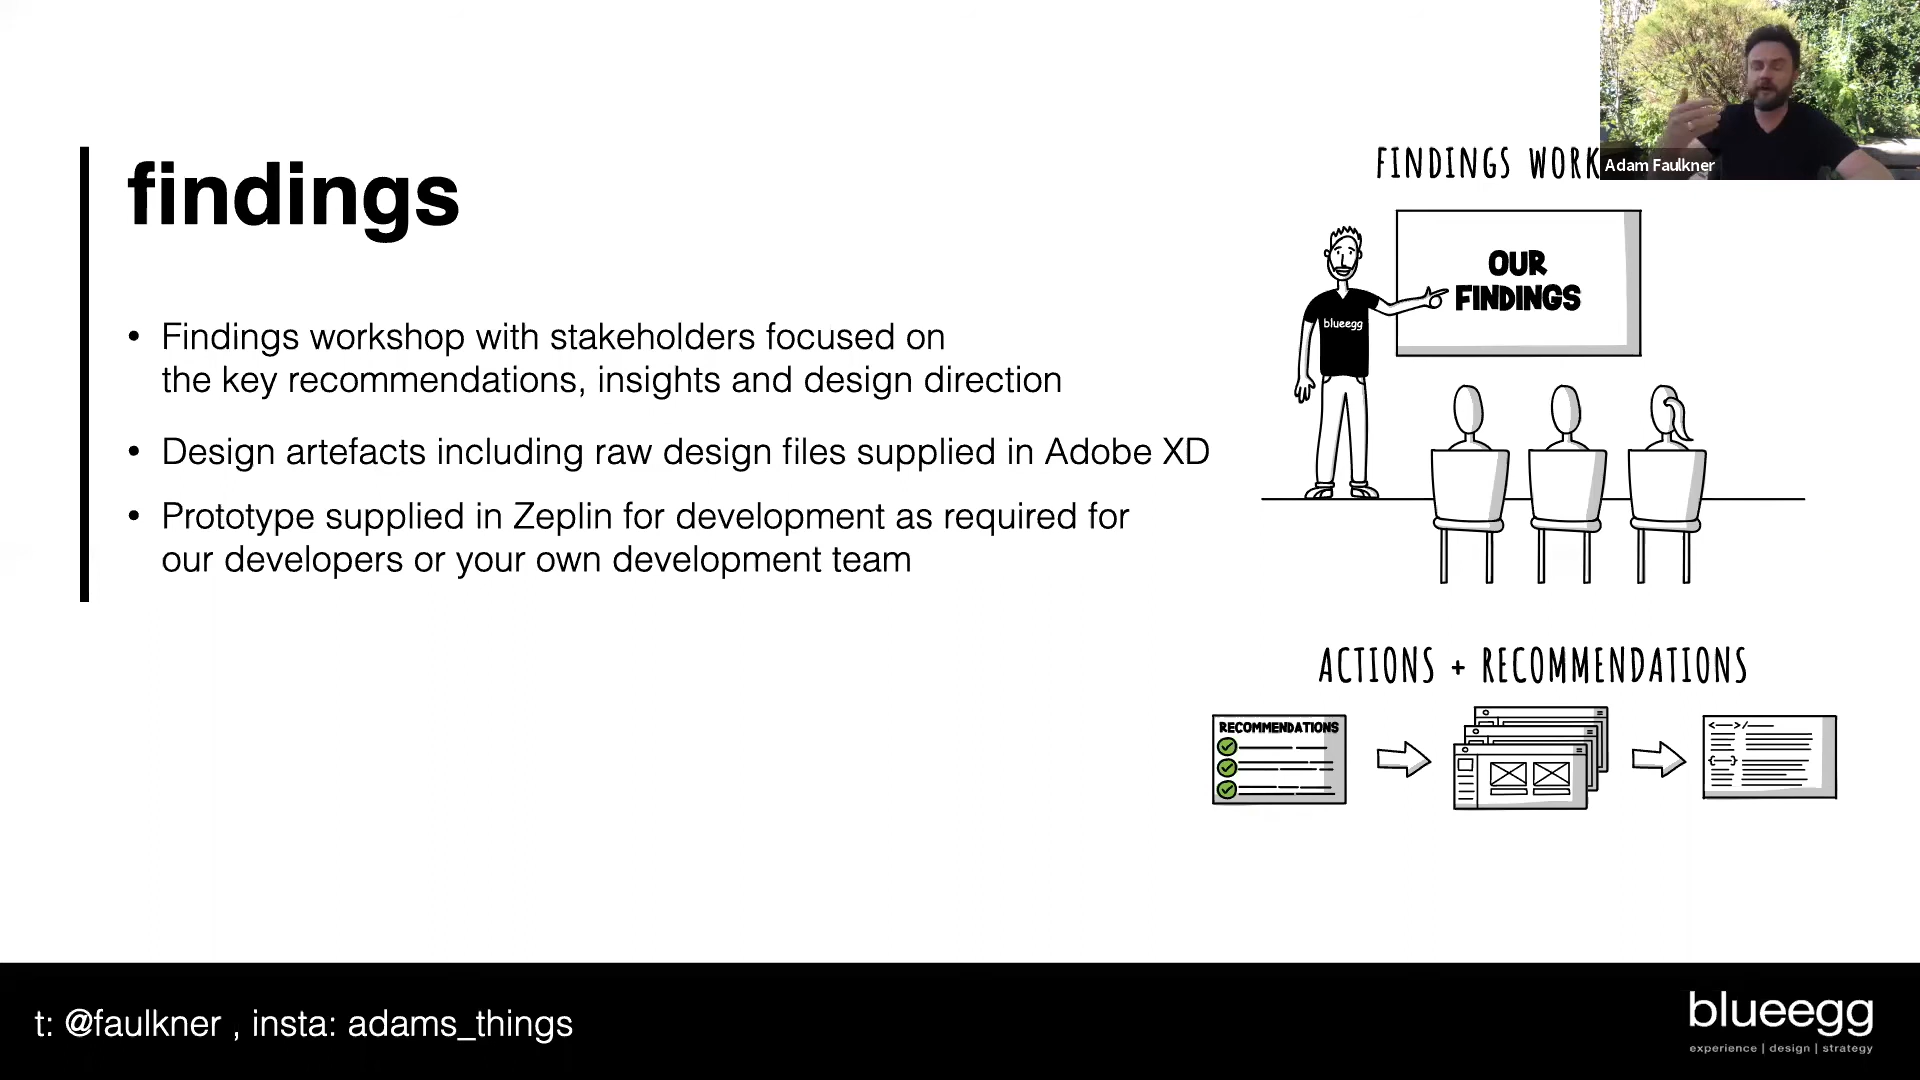 findings
• Findings workshop with stakeholders focused on
the key recommendations, insights and design direction
• Design artefacts including raw design files supplied in Adobe XD
• Prototype supplied in Zeplin for development as required for
our developers or your own development team
FINDINGS WORK
Adam Faulkner
OUR
FINDINGS
blueegg
ACTIONS + RECOMMENDATIONS
RECOMMENDATIONS
t: @faulkner , insta: adams_things
blueegg
experience | design | strategy